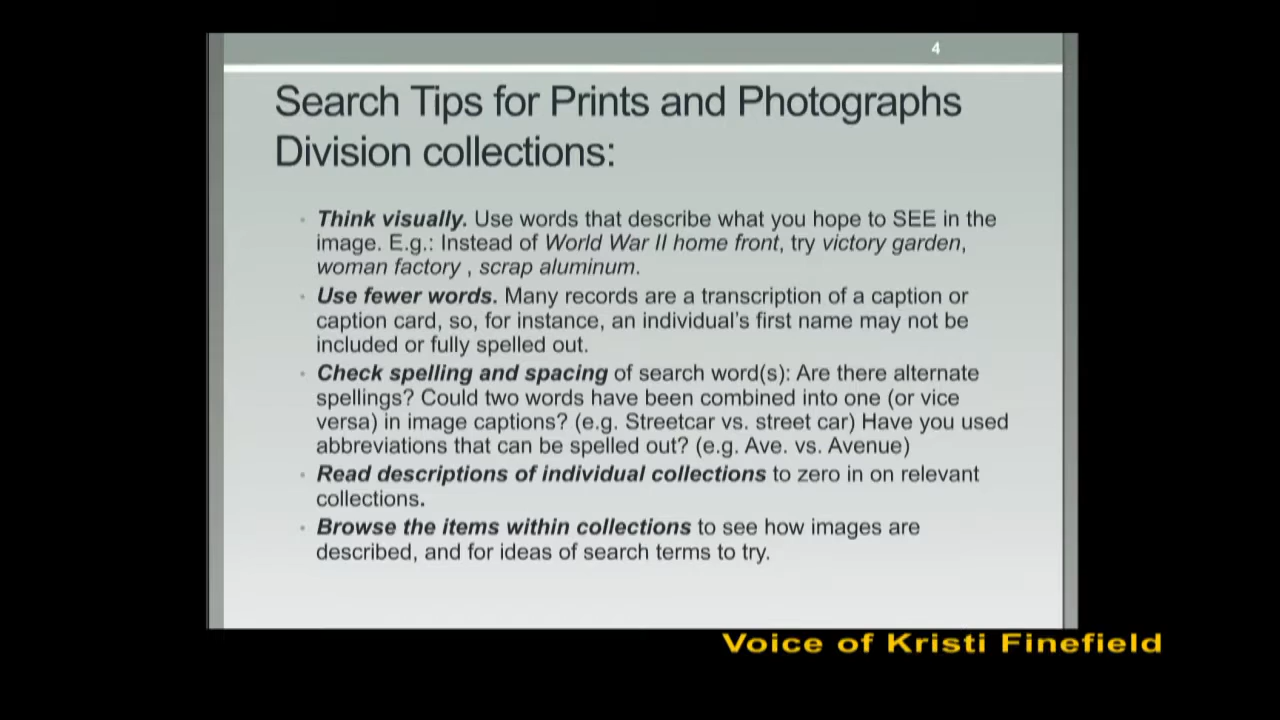 4
Search Tips for Prints and Photographs
Division collections:
• Think visually. Use words that describe what you hope to SEE in the
image. E.g.: Instead of World War II home front, try victory garden,
woman factory , scrap aluminum.
• Use fewer words. Many records are a transcription of a caption or
caption card, so, for instance, an individual's first name may not be
included or fully spelled out.
• Check spelling and spacing of search word(s): Are there alternate
spellings? Could two words have been combined into one (or vice
versa) in image captions? (e.g. Streetcar vs. street car) Have you used
abbreviations that can be spelled out? (e.g. Ave. vs. Avenue)
• Read descriptions of individual collections to zero in on relevant
collections.
• Browse the items within collections to see how images are
described, and for ideas of search terms to try.
Voice of Kristi Finefield